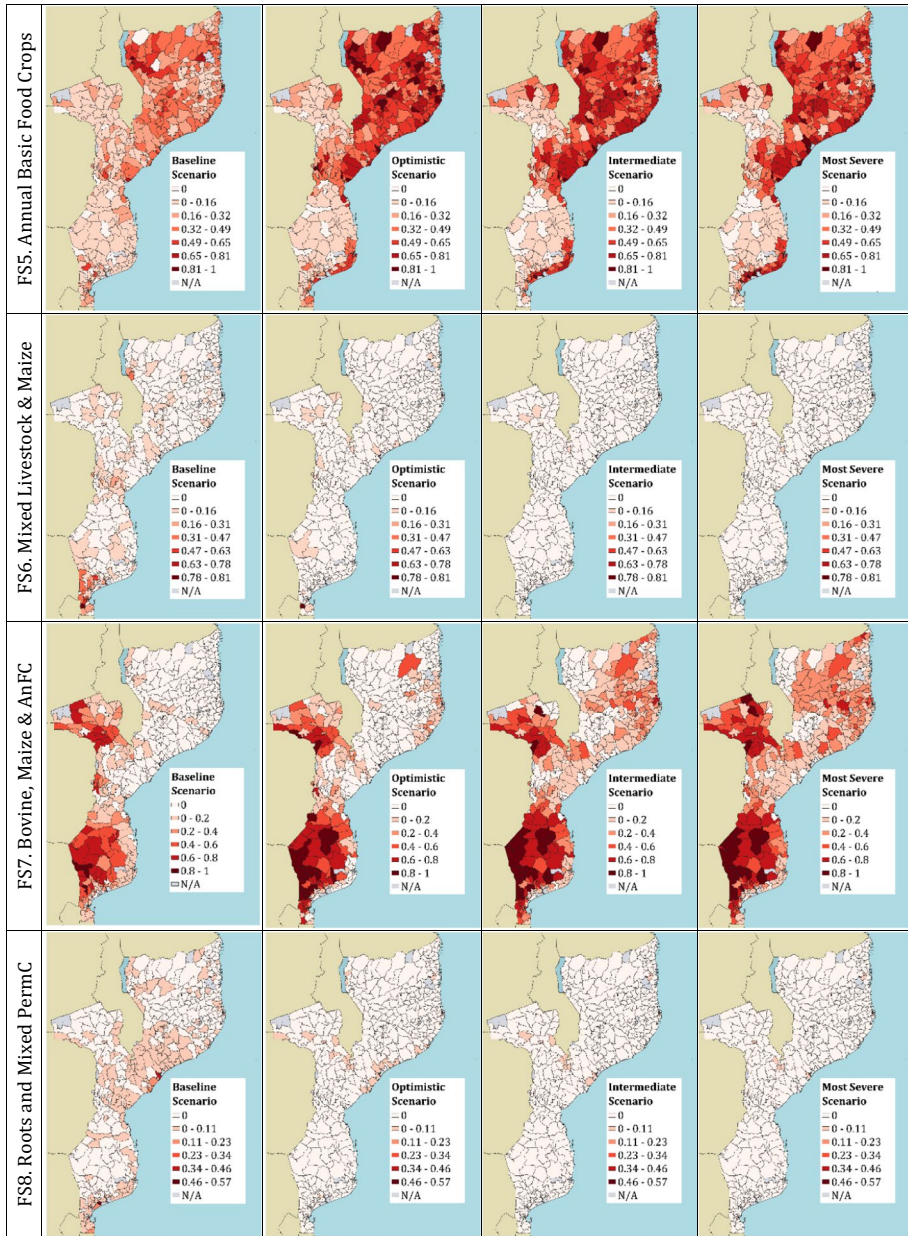 FS5. Annual Basic Food Crops
Baseline
Scenario
0
0 - 0.16
0.16 - 0.32
0.32 - 0.49
0.49 - 0.65
0.65 - 0.81
0.81 - 1
N/A
Optimistic
Scenario
0
0 - 0.16
0.16 - 0.32
0.32 - 0.49
0.49 - 0.65
0.65 - 0.81
0.81 - 1
N/A
Intermediate
Scenario
0
0 - 0.16
0.16 - 0.32
0.32 - 0.49
0.49 - 0.65
0.65 - 0.81
0.81 - 1
N/A
Most Severe
Scenario
0
0 - 0.16
0.16 - 0.32
0.32 - 0.49
0.49 - 0.65
0.65 - 0.81
0.81 - 1
N/A
FS6. Mixed Livestock & Maize
Baseline
Scenario
0
0 - 0.16
0.16 - 0.31
0.31 - 0.47
0.47 - 0.63
0.63 - 0.78
0.78 - 0.81
N/A
Optimistic
Scenario
0
0 - 0.16
0.16 - 0.31
0.31 - 0.47
0.47 - 0.63
0.63 - 0.78
0.78 - 0.81
N/A
Intermediate
Scenario
0
0 - 0.16
0.16 - 0.31
0.31 - 0.47
0.47 - 0.63
0.63 - 0.78
0.78 - 0.81
N/A
Most Severe
Scenario
0
0 - 0.16
0.16 - 0.31
0.31 - 0.47
0.47 - 0.63
0.63 - 0.78
0.78 - 0.81
N/A
FS7. Bovine, Maize & AnFC
Baseline
Scenario
0
0 - 0.2
0.2 - 0.4
0.4 - 0.6
0.6 - 0.8
0.8 - 1
N/A
Optimistic
Scenario
0
0 - 0.2
0.2 - 0.4
0.4 - 0.6
0.6 - 0.8
0.8 - 1
N/A
Intermediate
Scenario
0
0 - 0.2
0.2 - 0.4
0.4 - 0.6
0.6 - 0.8
0.8 - 1
N/A
Most Severe
Scenario
0
0 - 0.2
0.2 - 0.4
0.4 - 0.6
0.6 - 0.8
0.8 - 1
N/A
FS8. Roots and Mixed PermC
Baseline
Scenario
0
0 - 0.11
0.11 - 0.23
0.23 - 0.34
0.34 - 0.46
0.46 - 0.57
N/A
Optimistic
Scenario
0
0 - 0.11
0.11 - 0.23
0.23 - 0.34
0.34 - 0.46
0.46 - 0.57
N/A
Intermediate
Scenario
0
0 - 0.11
0.11 - 0.23
0.23 - 0.34
0.34 - 0.46
0.46 - 0.57
N/A
Most Severe
Scenario
0
0 - 0.11
0.11 - 0.23
0.23 - 0.34
0.34 - 0.46
0.46 - 0.57
N/A